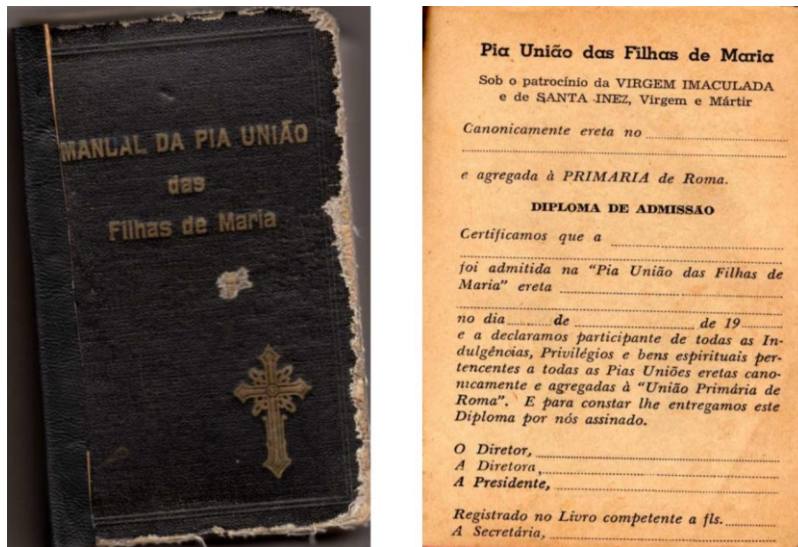 MANUAL DA PIA UNIÃO
das
Filhas de Maria
Pia União das Filhas de Maria
Sob o patrocínio da VIRGEM IMACULADA
e de SANTA INEZ, Virgem e Mártir
Canonicamente ereta no
e agregada à PRIMARIA de Roma.
DIPLOMA DE ADMISSÃO
Certificamos que a
foi admitida na "Pia União das Filhas de
Maria" ereta
no dia ........ de ........ de 19
e a declaramos participante de todas as In-
dulgências, Privilégios e bens espirituais per-
tencentes a todas as Pias Uniões eretas cano-
nicamente e agregadas à "União Primária de
Roma". E para constar lhe entregamos este
Diploma por nós assinado.
O Diretor,
A Diretora,
A Presidente,
Registrado no Livro competente a fls.
A Secretária,